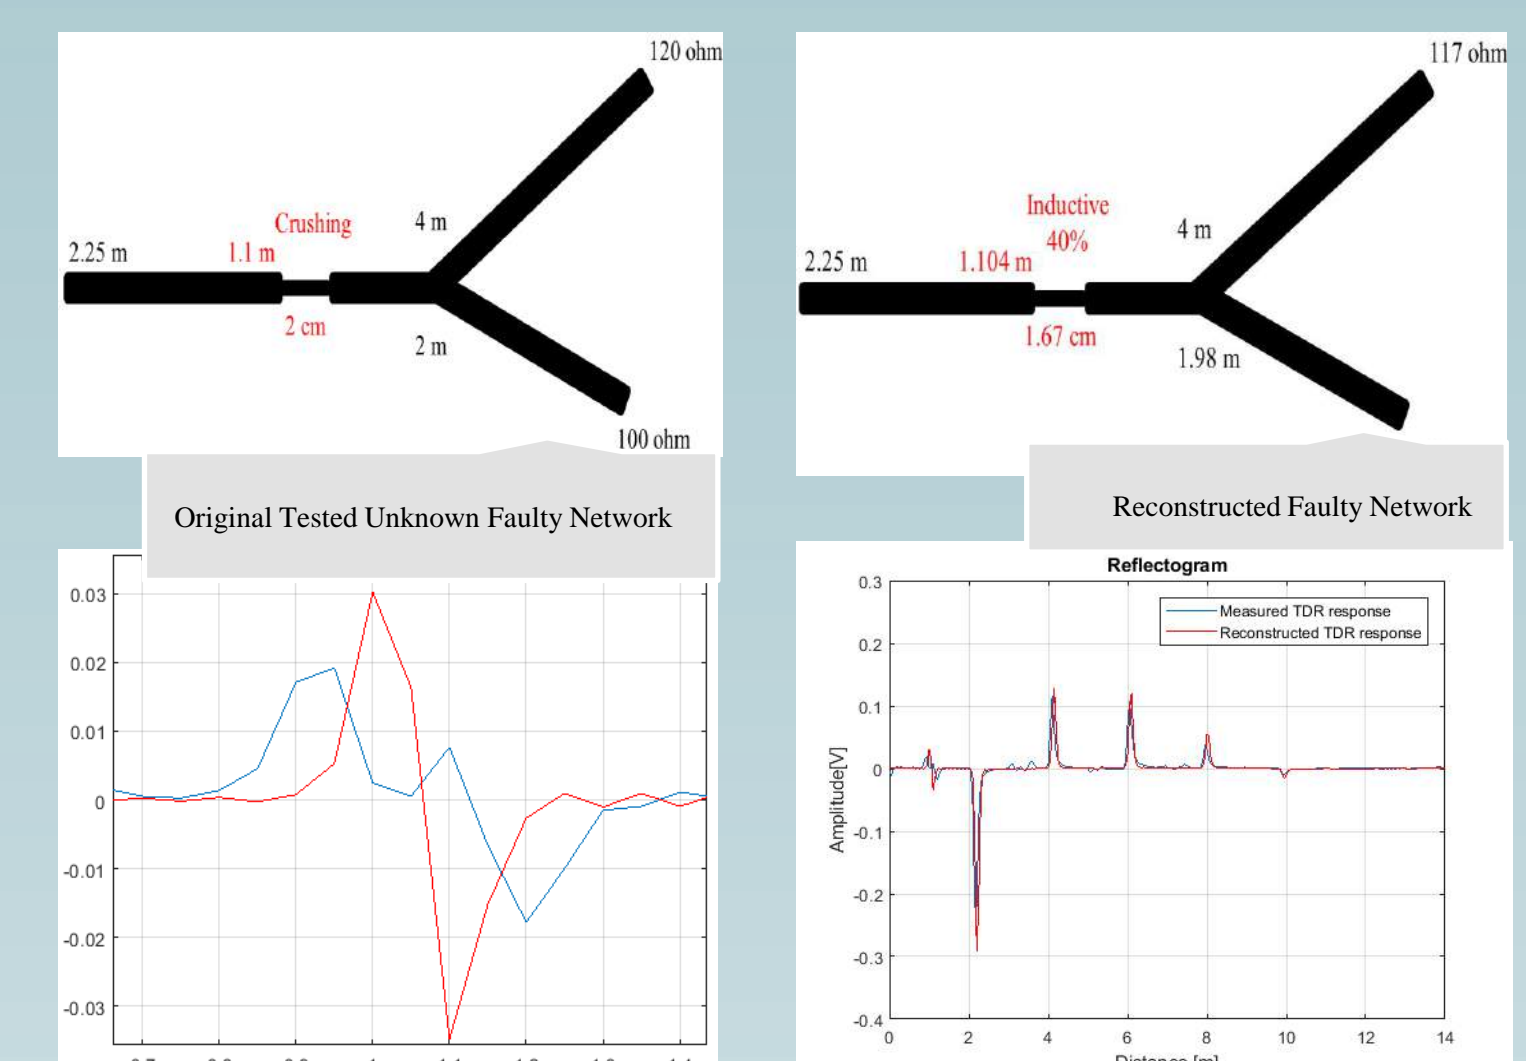 120 ohm
Crushing
4 m
2.25 m
1.1 m
2 cm
2 m
100 ohm
Original Tested Unknown Faulty Network
117 ohm
Inductive
40%
4 m
2.25 m
1.104 m
1.67 cm
1.98 m
Reconstructed Faulty Network
0.03
0.02
0.01
0
-0.01
-0.02
-0.03
Reflectogram
Measured TDR response
Reconstructed TDR response
Amplitude[V]
0.3
0.2
0.1
0
-0.1
-0.2
-0.3
-0.4
0 2 4 6 8 10 12 14